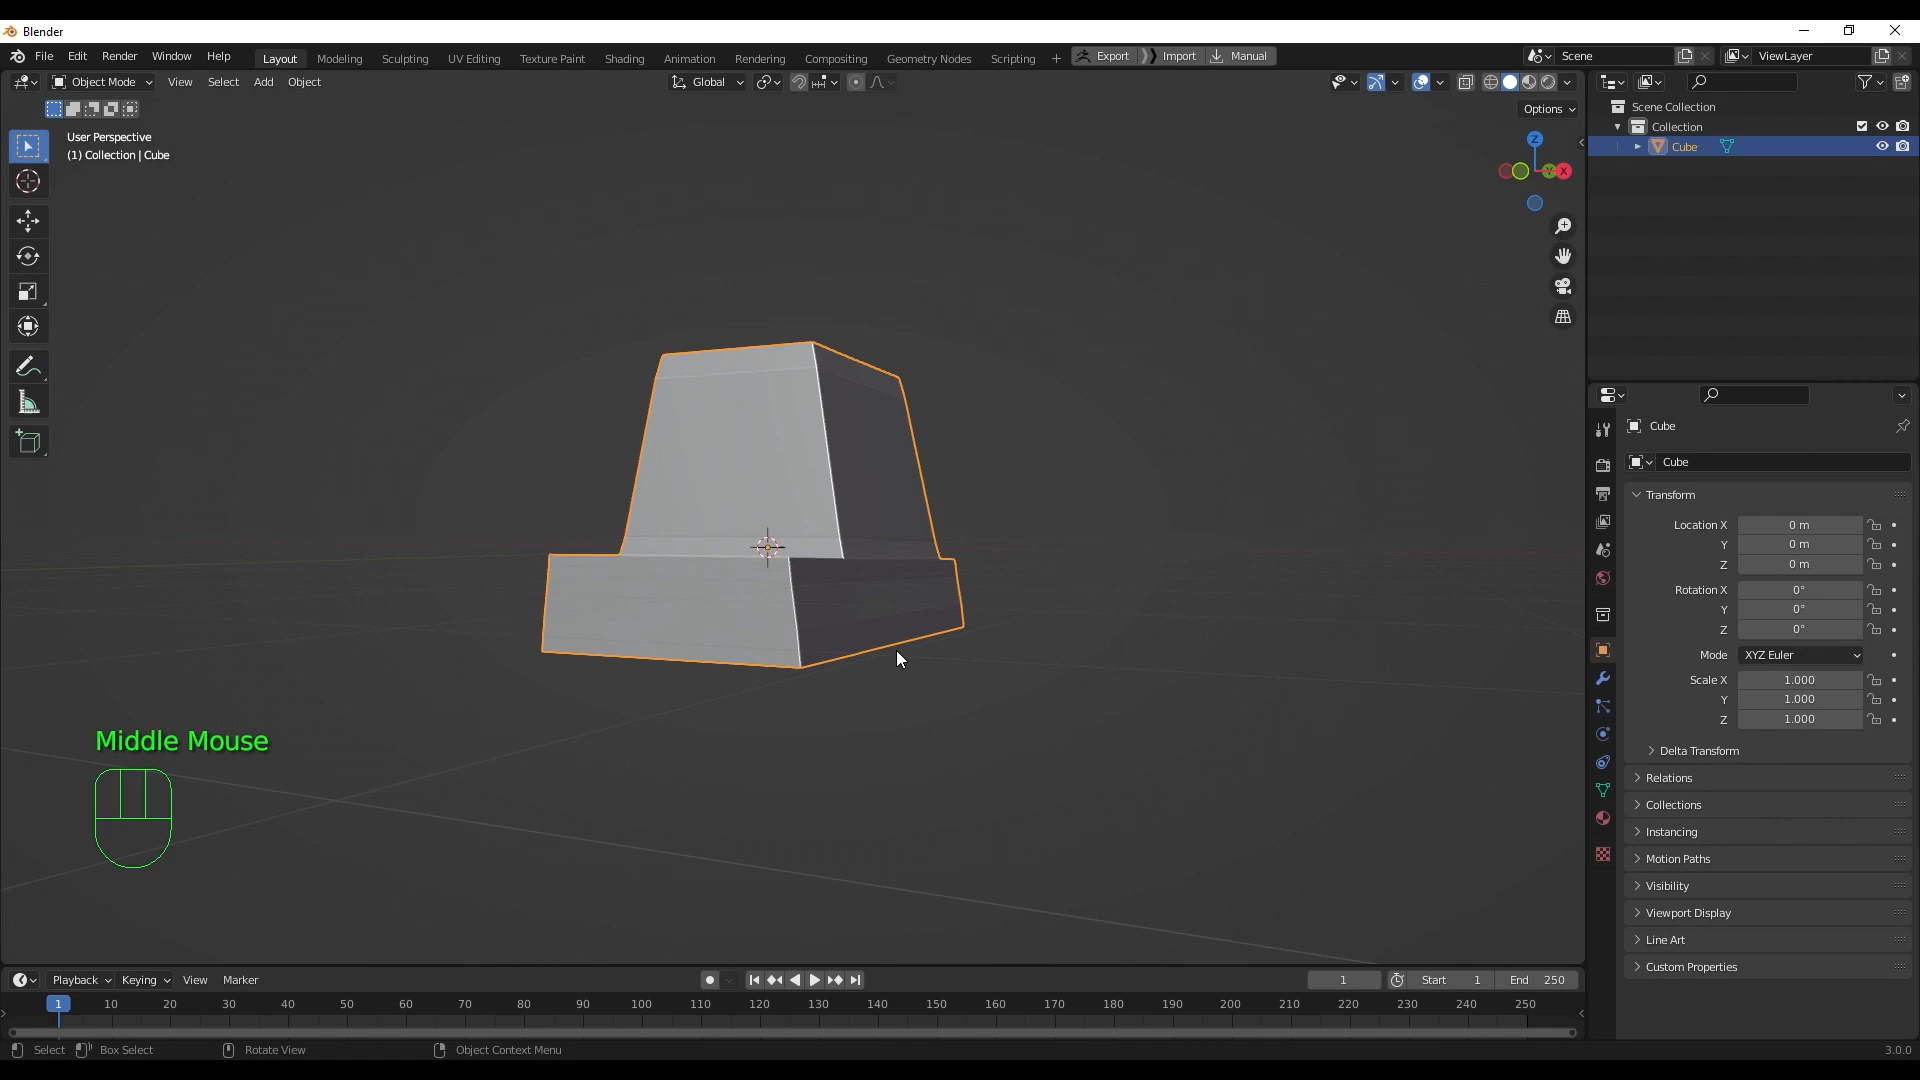 Blender
File Edit Render Window Help Layout Modeling Sculpting UV Editing Texture Paint Shading Animation Rendering Compositing Geometry Nodes Scripting + Export Import Manual Scene ViewLayer
Object Mode View Select Add Object Global
Options
User Perspective
(1) Collection | Cube
Z
Y
X
Scene Collection
Collection
Cube
Cube
Cube
Transform
Location X 0 m
Y 0 m
Z 0 m
Rotation X 0°
Y 0°
Z 0°
Mode XYZ Euler
Scale X 1.000
Y 1.000
Z 1.000
Delta Transform
Relations
Collections
Instancing
Motion Paths
Visibility
Viewport Display
Line Art
Custom Properties
Middle Mouse
Playback Keying View Marker 1 Start 1 End 250
1 10 20 30 40 50 60 70 80 90 100 110 120 130 140 150 160 170 180 190 200 210 220 230 240 250
Select Box Select Rotate View Object Context Menu 3.0.0